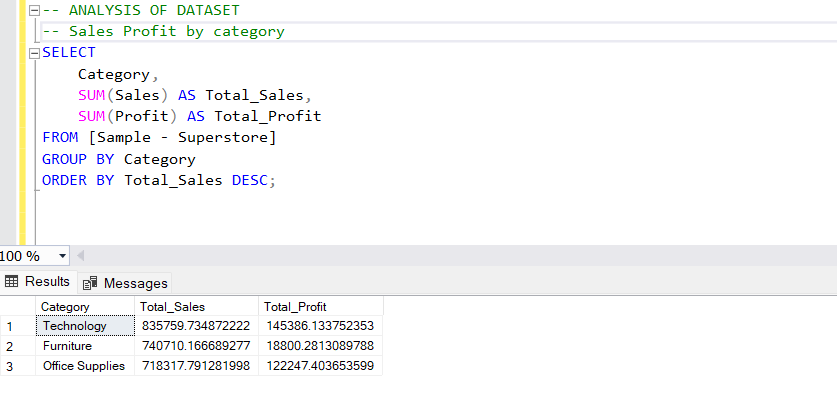 -- ANALYSIS OF DATASET
-- Sales Profit by category
SELECT
Category,
SUM(Sales) AS Total_Sales,
SUM(Profit) AS Total_Profit
FROM [Sample - Superstore]
GROUP BY Category
ORDER BY Total_Sales DESC;
100 %
Results Messages
Category Total_Sales Total_Profit
1 Technology 835759.734872222 145386.133752353
2 Furniture 740710.166689277 18800.2813089788
3 Office Supplies 718317.791281998 122247.403653599